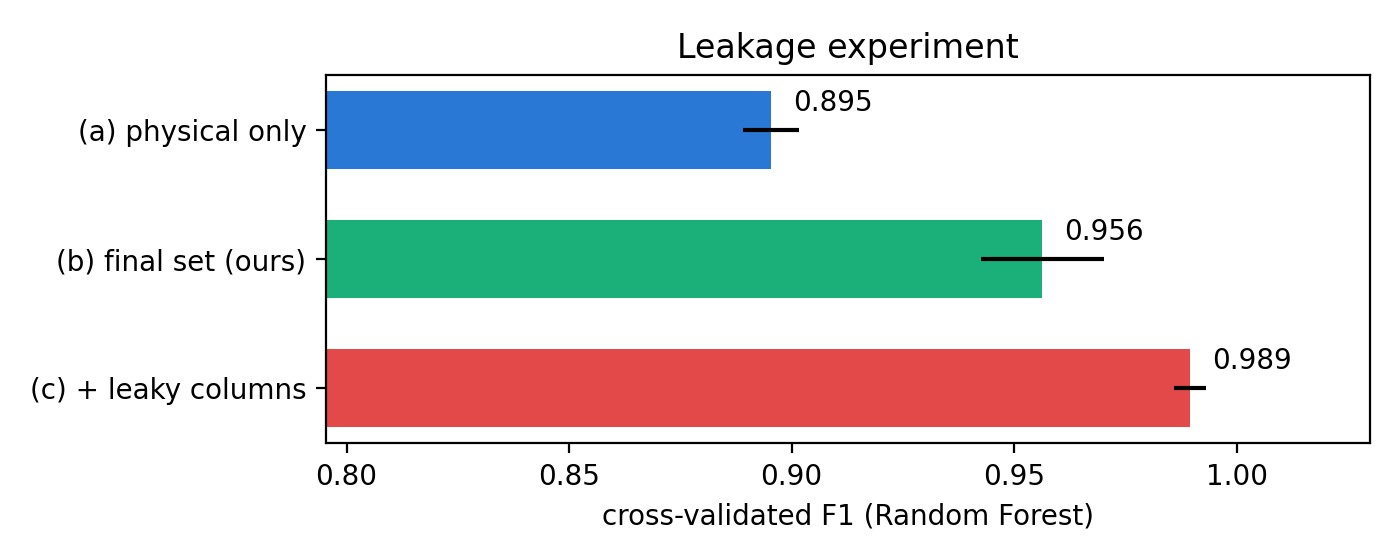 Leakage experiment
(a) physical only
0.895
(b) final set (ours)
0.956
(c) + leaky columns
0.989
0.80 0.85 0.90 0.95 1.00
cross-validated F1 (Random Forest)